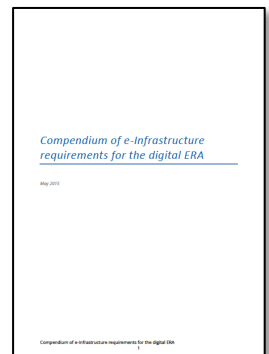 Compendium of e-Infrastructure
requirements for the digital ERA
May 2015
Compendium of e-Infrastructure requirements for the digital ERA
1